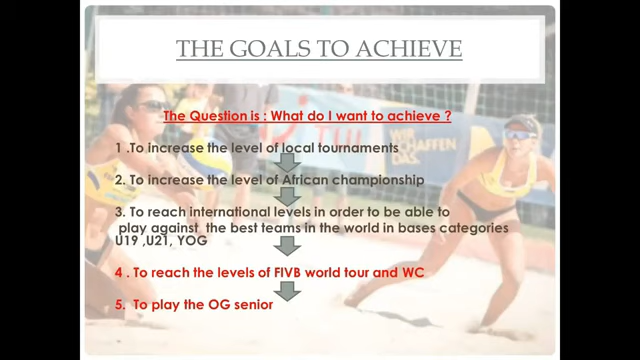 THE GOALS TO ACHIEVE
The Question is : What do I want to achieve ?
1 .To increase the level of local tournaments
2. To increase the level of African championship
3. To reach international levels in order to be able to
play against the best teams in the world in bases categories
U19 ,U21, YOG
4 . To reach the levels of FIVB world tour and WC
5. To play the OG senior
WIR
SCHAFFEN
DAS.